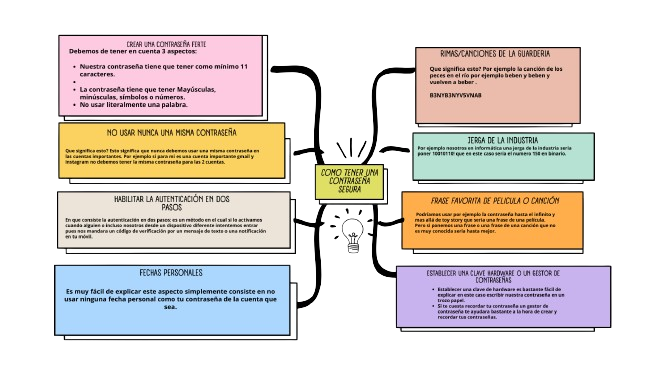 CREAR UNA CONTRASEÑA FERTE
Debemos de tener en cuenta 3 aspectos:
Nuestra contraseña tiene que tener como mínimo 11
caracteres.
La contraseña tiene que tener Mayúsculas,
minúsculas, símbolos o números.
No usar literalmente una palabra.
NO USAR NUNCA UNA MISMA CONTRASEÑA
Que significa esto? Esto significa que nunca debemos usar una misma contraseña en
las cuentas importantes. Por ejemplo si para mi es una cuenta importante gmail y
instagram no debemos tener la misma contraseña para las 2 cuentas.
HABILITAR LA AUTENTICACIÓN EN DOS
PASOS
En que consiste la autenticación en dos pasos: es un método en el cual si lo activamos
cuando alguien o incluso nosotros desde un dispositivo diferente intentemos entrar
pues nos mandara un código de verificación por un mensaje de texto o una notificación
en tu móvil.
FECHAS PERSONALES
Es muy fácil de explicar este aspecto simplemente consiste en no
usar ninguna fecha personal como tu contraseña de la cuenta que
sea.
COMO TENER UNA
CONTRASEÑA
SEGURA
RIMAS/CANCIONES DE LA GUARDERIA
Que significa esto? Por ejemplo la canción de los
peces en el río por ejemplo beben y beben y
vuelven a beber .
B3NYB3NYVSVNAB
JERGA DE LA INDUSTRIA
Por ejemplo nosotros en informática una jerga de la industria seria
poner 10010110! que en este caso sería el numero 150 en binario.
FRASE FAVORITA DE PELICULA O CANCIÓN
Podríamos usar por ejemplo la contraseña hasta el infinito y
mas allá de toy story que seria una frase de una película.
Pero si ponemos una frase o una frase de una canción que no
es muy conocida sería hasta mejor.
ESTABLECER UNA CLAVE HARDWARE O UN GESTOR DE
CONTRASEÑAS
Establecer una clave de hardware es bastante fácil de
explicar en este caso escribir nuestra contraseña en un
troco papel.
Si te cuesta recordar tu contraseña un gestor de
contraseña te ayudara bastante a la hora de crear y
recordar tus contraseñas.